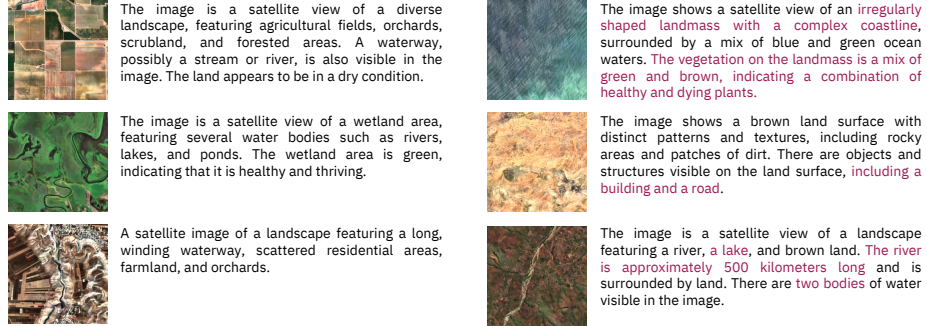 The image is a satellite view of a diverse
landscape, featuring agricultural fields, orchards,
scrubland, and forested areas. A waterway,
possibly a stream or river, is also visible in the
image. The land appears to be in a dry condition.
The image is a satellite view of a wetland area,
featuring several water bodies such as rivers,
lakes, and ponds. The wetland area is green,
indicating that it is healthy and thriving.
A satellite image of a landscape featuring a long,
winding waterway, scattered residential areas,
farmland, and orchards.
The image shows a satellite view of an irregularly
shaped landmass with a complex coastline,
surrounded by a mix of blue and green ocean
waters. The vegetation on the landmass is a mix of
green and brown, indicating a combination of
healthy and dying plants.
The image shows a brown land surface with
distinct patterns and textures, including rocky
areas and patches of dirt. There are objects and
structures visible on the land surface, including a
building and a road.
The image is a satellite view of a landscape
featuring a river, a lake, and brown land. The river
is approximately 500 kilometers long and is
surrounded by land. There are two bodies of water
visible in the image.